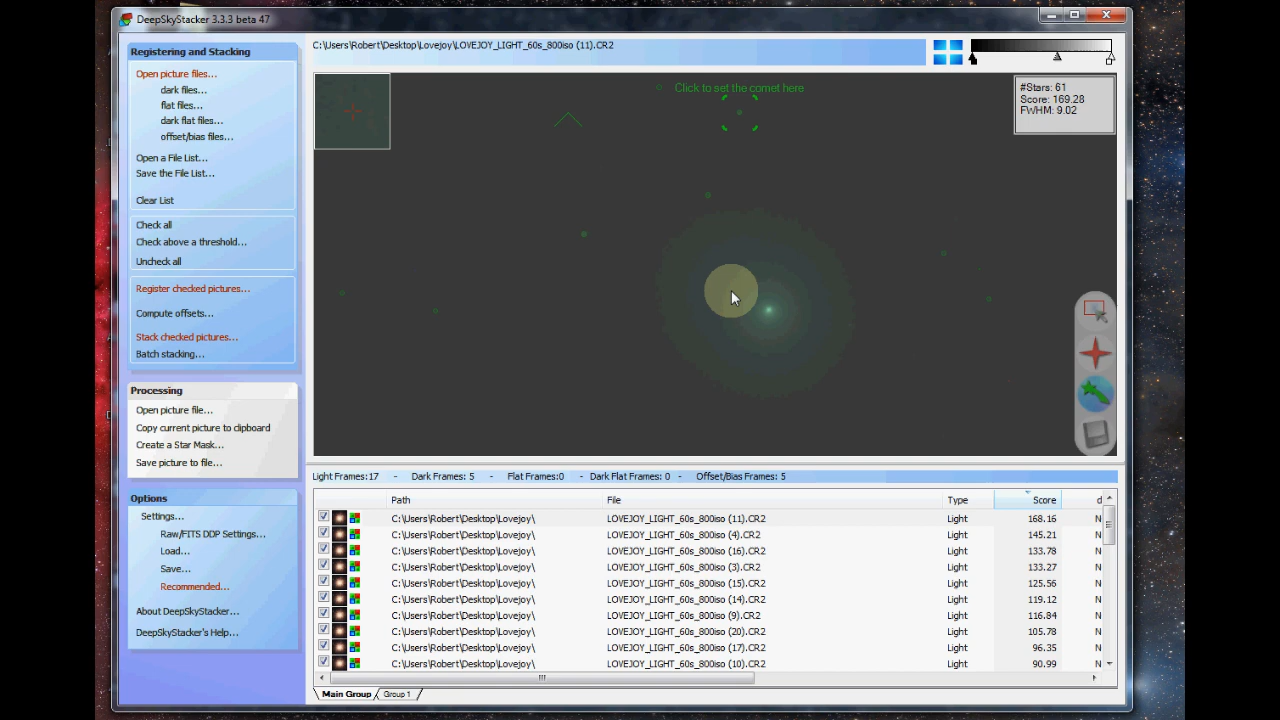 DeepSkyStacker 3.3.3 beta 47
Registering and Stacking
Open picture files...
dark files...
flat files...
dark flat files...
offset/bias files...
Open a File List...
Save the File List...
Clear List
Check all
Check above a threshold...
Uncheck all
Register checked pictures...
Compute offsets...
Stack checked pictures...
Batch stacking...
Processing
Open picture file...
Copy current picture to clipboard
Create a Star Mask...
Save picture to file...
Options
Settings...
Raw/FITS DDP Settings...
Load...
Save...
Recommended...
About DeepSkyStacker...
DeepSkyStacker's Help...
C:\Users\Robert\Desktop\Lovejoy\LOVEJOY_LIGHT_60s_800iso (11).CR2
Click to set the comet here
#Stars: 61
Score: 169.28
FWHM: 9.02
Light Frames:17 - Dark Frames: 5 - Flat Frames:0 - Dark Flat Frames: 0 - Offset/Bias Frames: 5
Path File Type Score d
C:\Users\Robert\Desktop\Lovejoy\ LOVEJOY_LIGHT_60s_800iso (11).CR2 Light 168.16 N
C:\Users\Robert\Desktop\Lovejoy\ LOVEJOY_LIGHT_60s_800iso (4).CR2 Light 145.21 N
C:\Users\Robert\Desktop\Lovejoy\ LOVEJOY_LIGHT_60s_800iso (16).CR2 Light 133.78 N
C:\Users\Robert\Desktop\Lovejoy\ LOVEJOY_LIGHT_60s_800iso (3).CR2 Light 133.27 N
C:\Users\Robert\Desktop\Lovejoy\ LOVEJOY_LIGHT_60s_800iso (15).CR2 Light 125.56 N
C:\Users\Robert\Desktop\Lovejoy\ LOVEJOY_LIGHT_60s_800iso (14).CR2 Light 119.12 N
C:\Users\Robert\Desktop\Lovejoy\ LOVEJOY_LIGHT_60s_800iso (9).CR2 Light 116.84 N
C:\Users\Robert\Desktop\Lovejoy\ LOVEJOY_LIGHT_60s_800iso (20).CR2 Light 105.78 N
C:\Users\Robert\Desktop\Lovejoy\ LOVEJOY_LIGHT_60s_800iso (17).CR2 Light 96.35 N
C:\Users\Robert\Desktop\Lovejoy\ LOVEJOY_LIGHT_60s_800iso (10).CR2 Light 90.99 N
Main Group Group 1